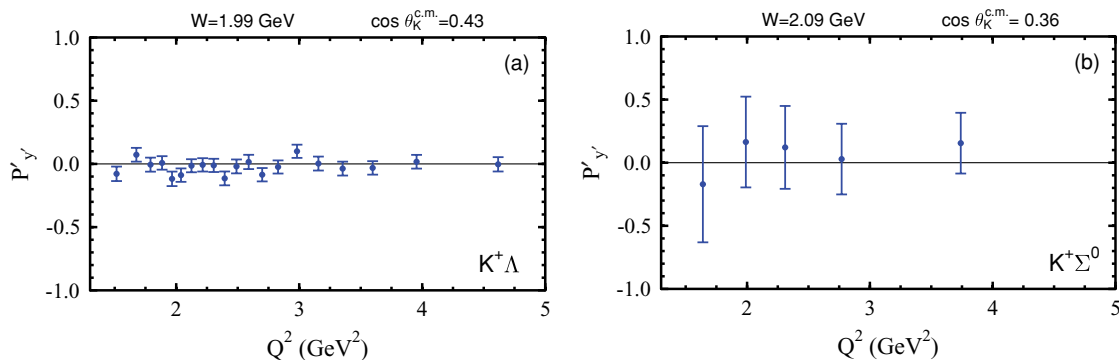 W=1.99 GeV cos θ_K^{c.m.}=0.43
(a)
P'_{y'}
1.0
0.5
0.0
-0.5
-1.0
K⁺Λ
2 3 4 5
Q² (GeV²)
W=2.09 GeV cos θ_K^{c.m.}= 0.36
(b)
P'_{y'}
1.0
0.5
0.0
-0.5
-1.0
K⁺Σ⁰
2 3 4 5
Q² (GeV²)